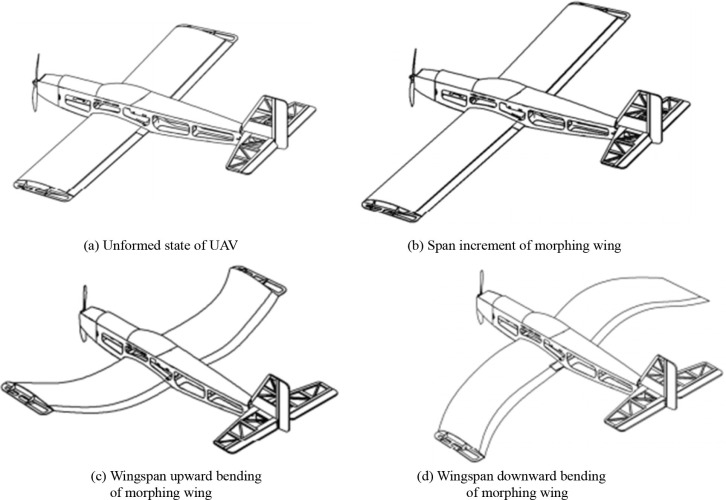 (a) Unformed state of UAV
(b) Span increment of morphing wing
(c) Wingspan upward bending
of morphing wing
(d) Wingspan downward bending
of morphing wing